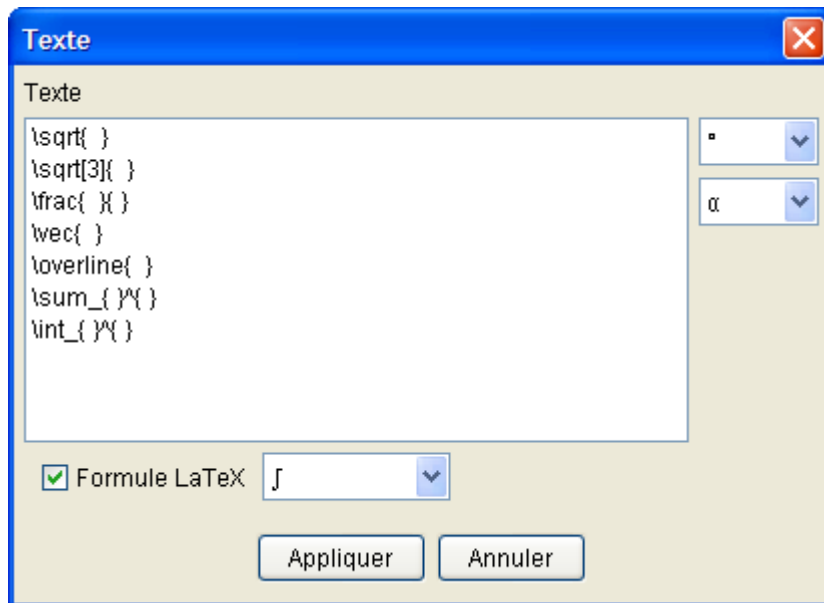 Texte
Texte
\sqrt{  }
\sqrt[3]{  }
\frac{  }{ }
\vec{  }
\overline{  }
\sum_{ }^{ }
\int_{ }^{ }
°
α
Formule LaTeX ∫
Appliquer Annuler